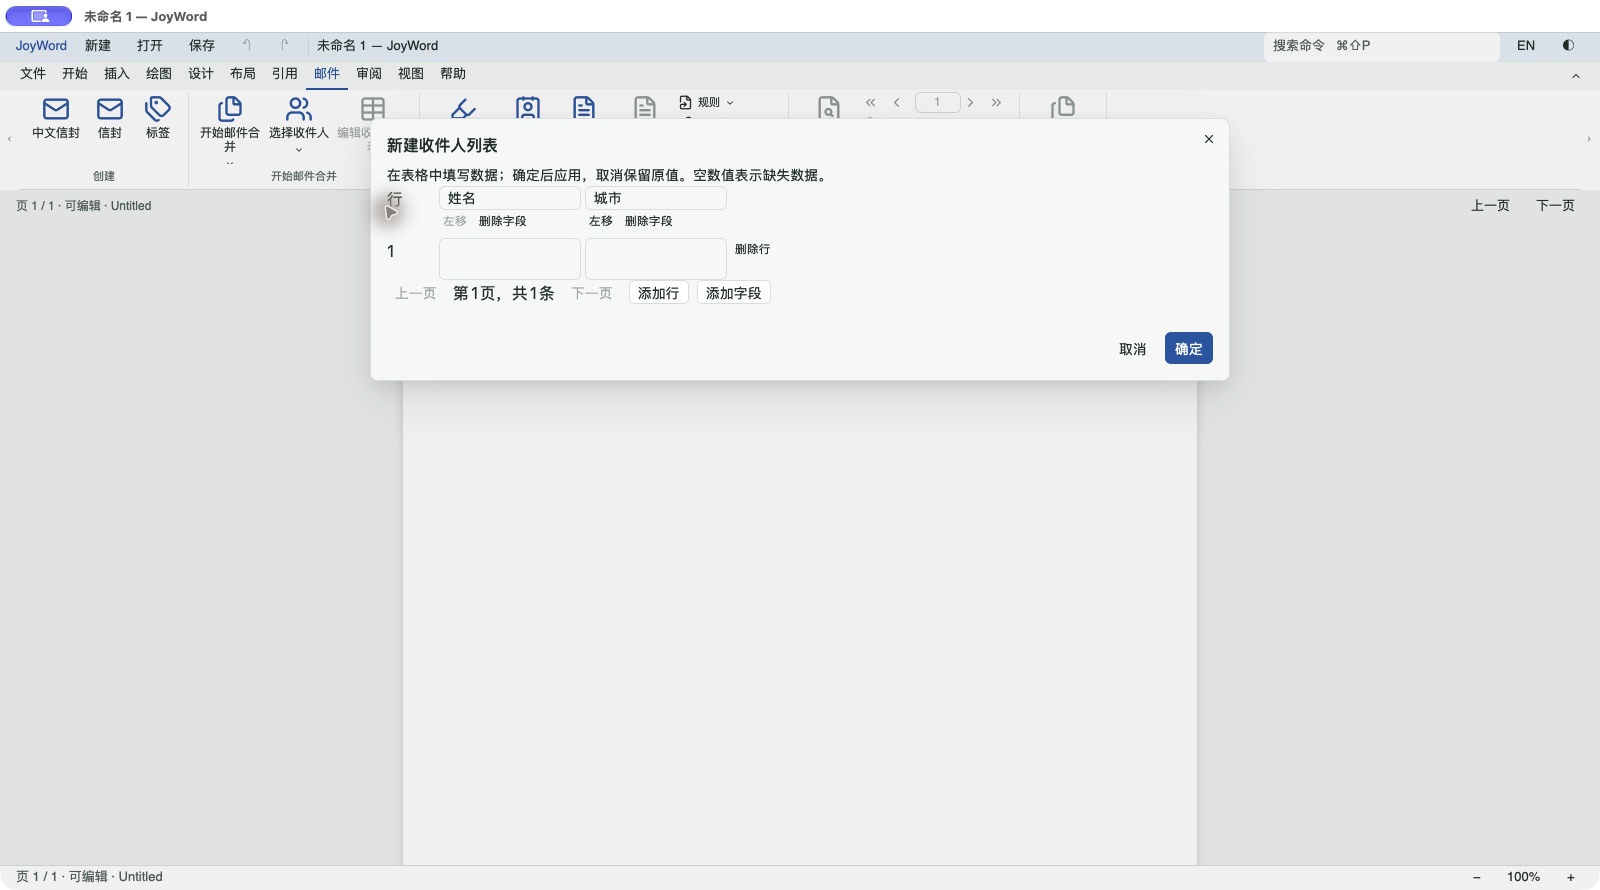 未命名 1 — JoyWord
JoyWord 新建 打开 保存 未命名 1 — JoyWord 搜索命令 ⌘⇧P EN
文件 开始 插入 绘图 设计 布局 引用 邮件 审阅 视图 帮助
中文信封 信封 标签 开始邮件合并 选择收件人 编辑收 规则 1
创建 开始邮件合并
新建收件人列表
在表格中填写数据；确定后应用，取消保留原值。空数值表示缺失数据。
行 姓名 城市
左移 删除字段 左移 删除字段
1 删除行
上一页 第1页，共1条 下一页 添加行 添加字段
取消 确定
页 1 / 1 · 可编辑 · Untitled 上一页 下一页
页 1 / 1 · 可编辑 · Untitled − 100% +